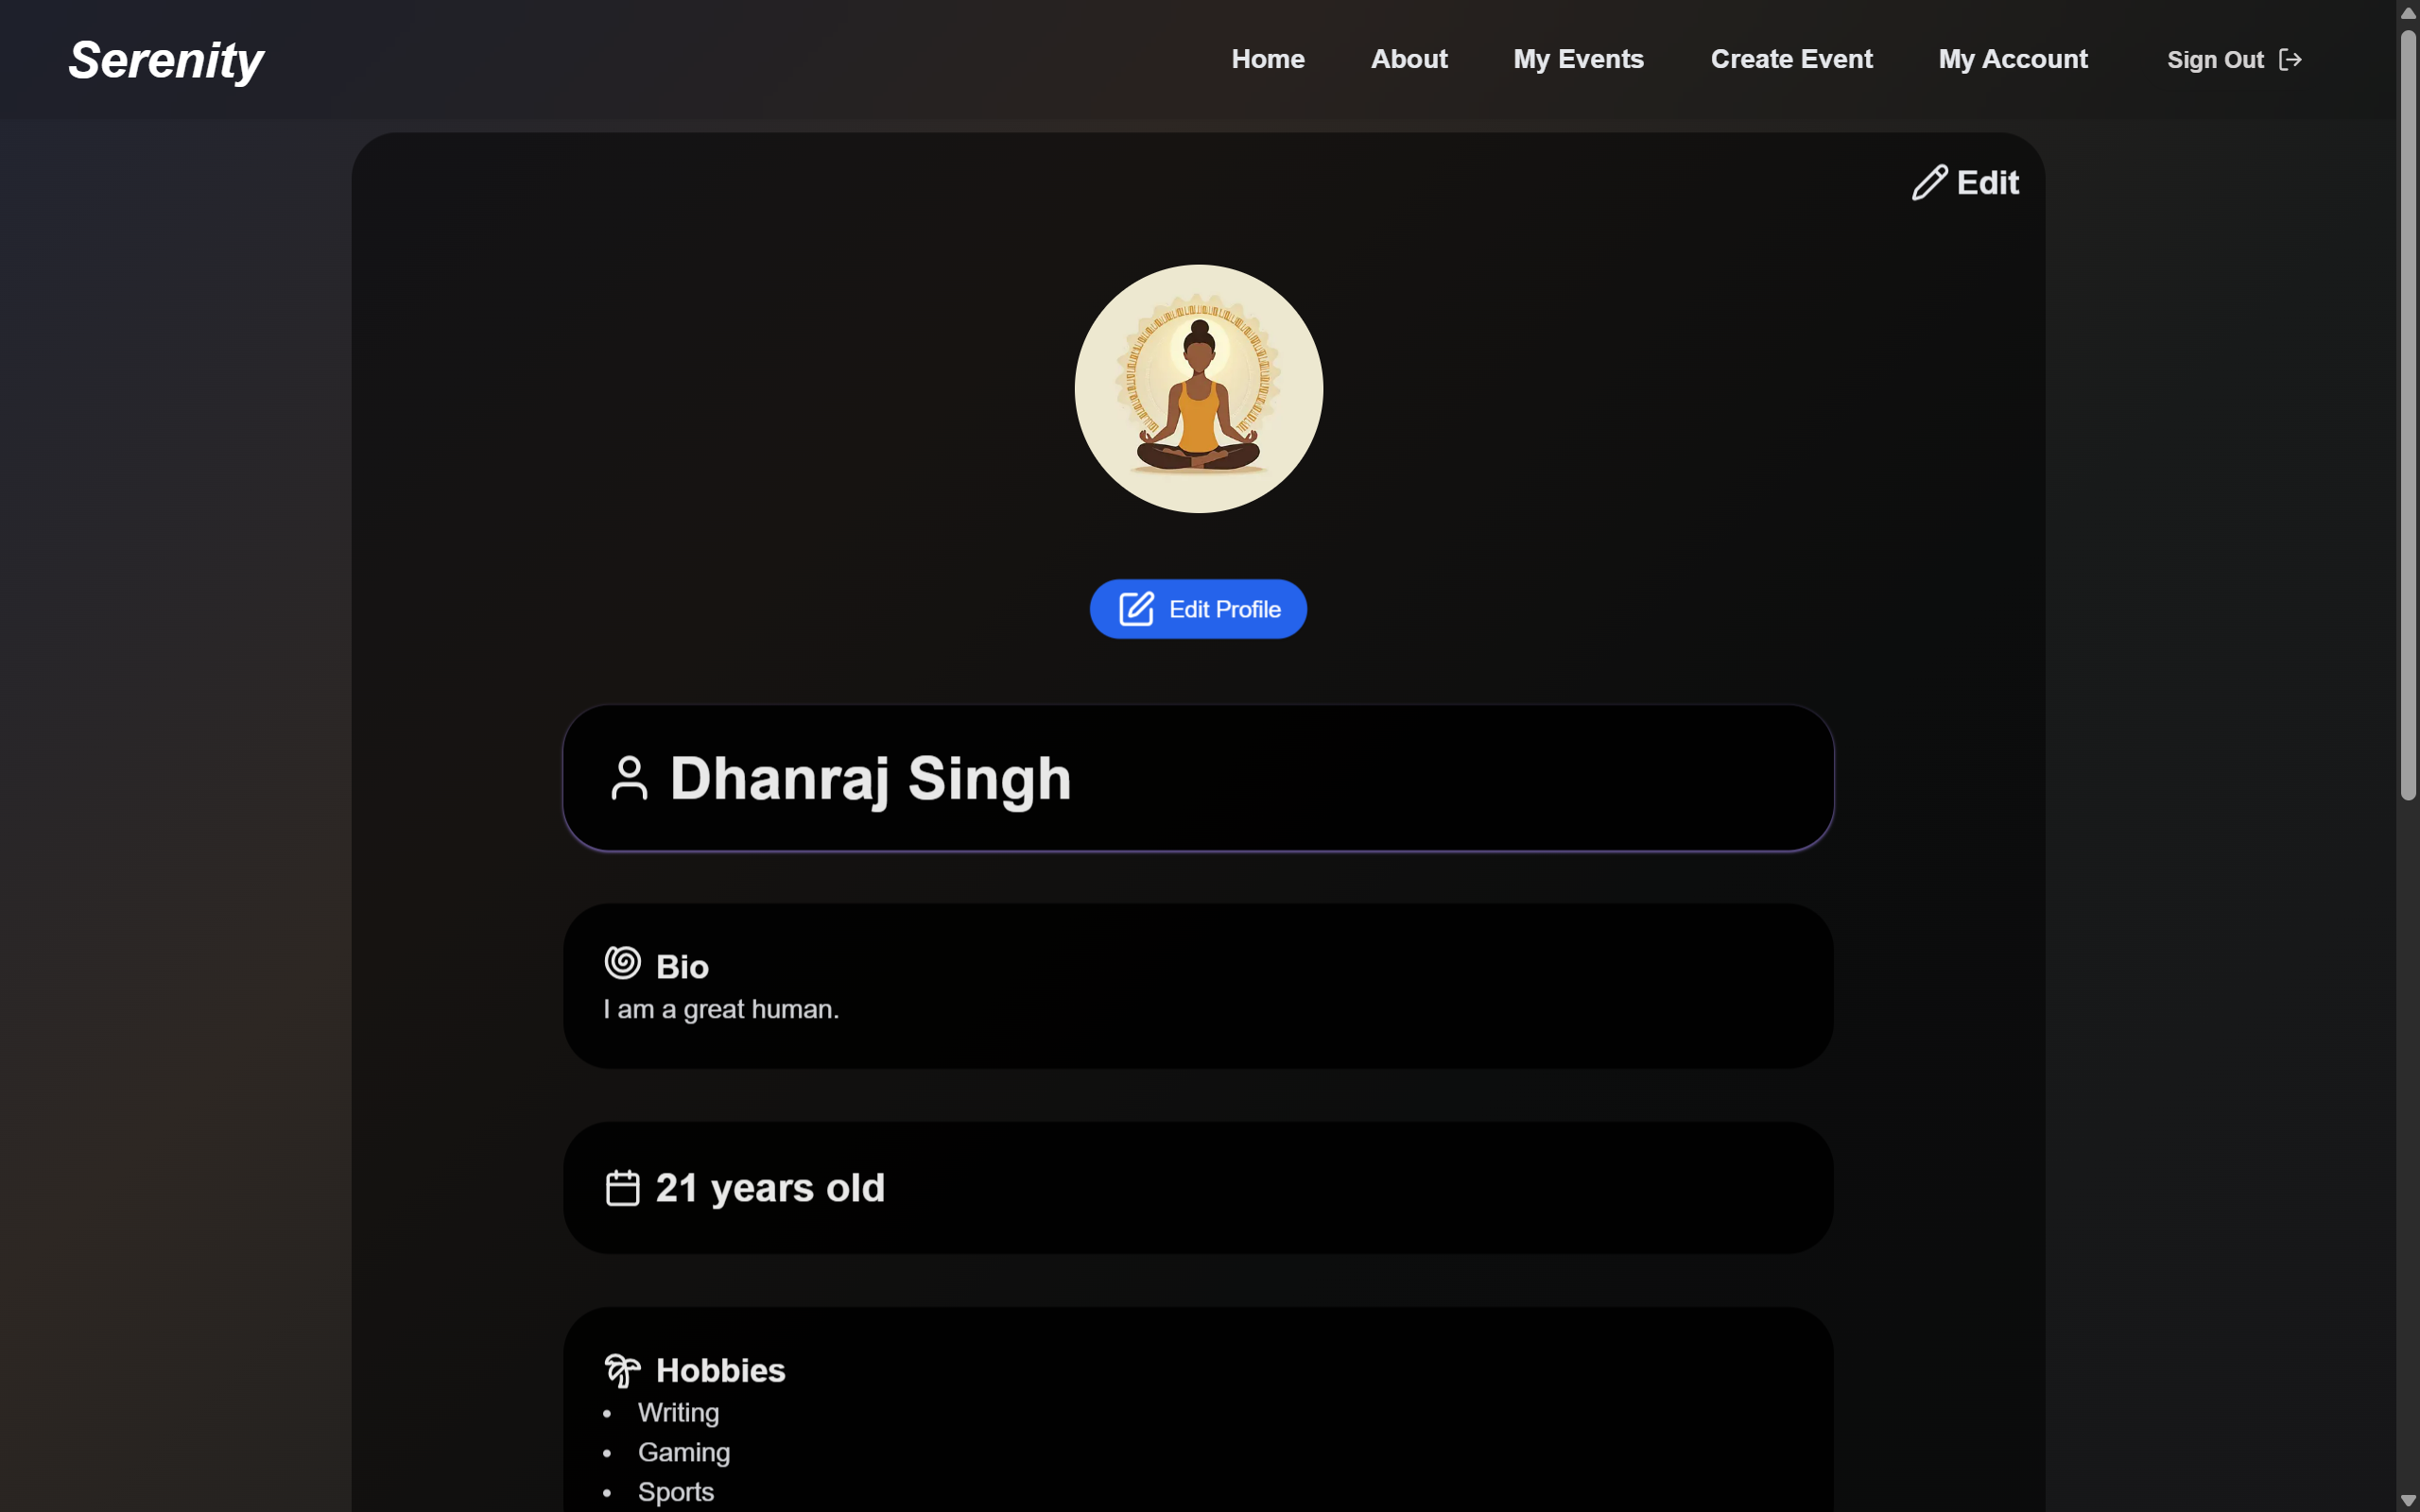 Serenity
Home About My Events Create Event My Account Sign Out
Edit
Edit Profile
Dhanraj Singh
Bio
I am a great human.
21 years old
Hobbies
• Writing
• Gaming
• Sports